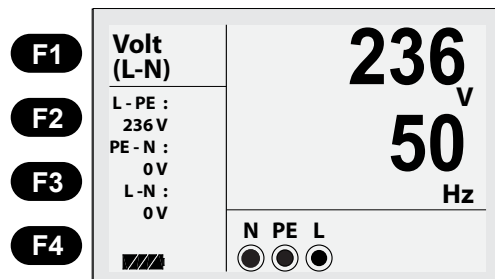 F1
F2
F3
F4
Volt
(L-N)
L - PE :
236 V
PE - N :
0 V
L -N :
0 V
236
V
50
Hz
N PE L